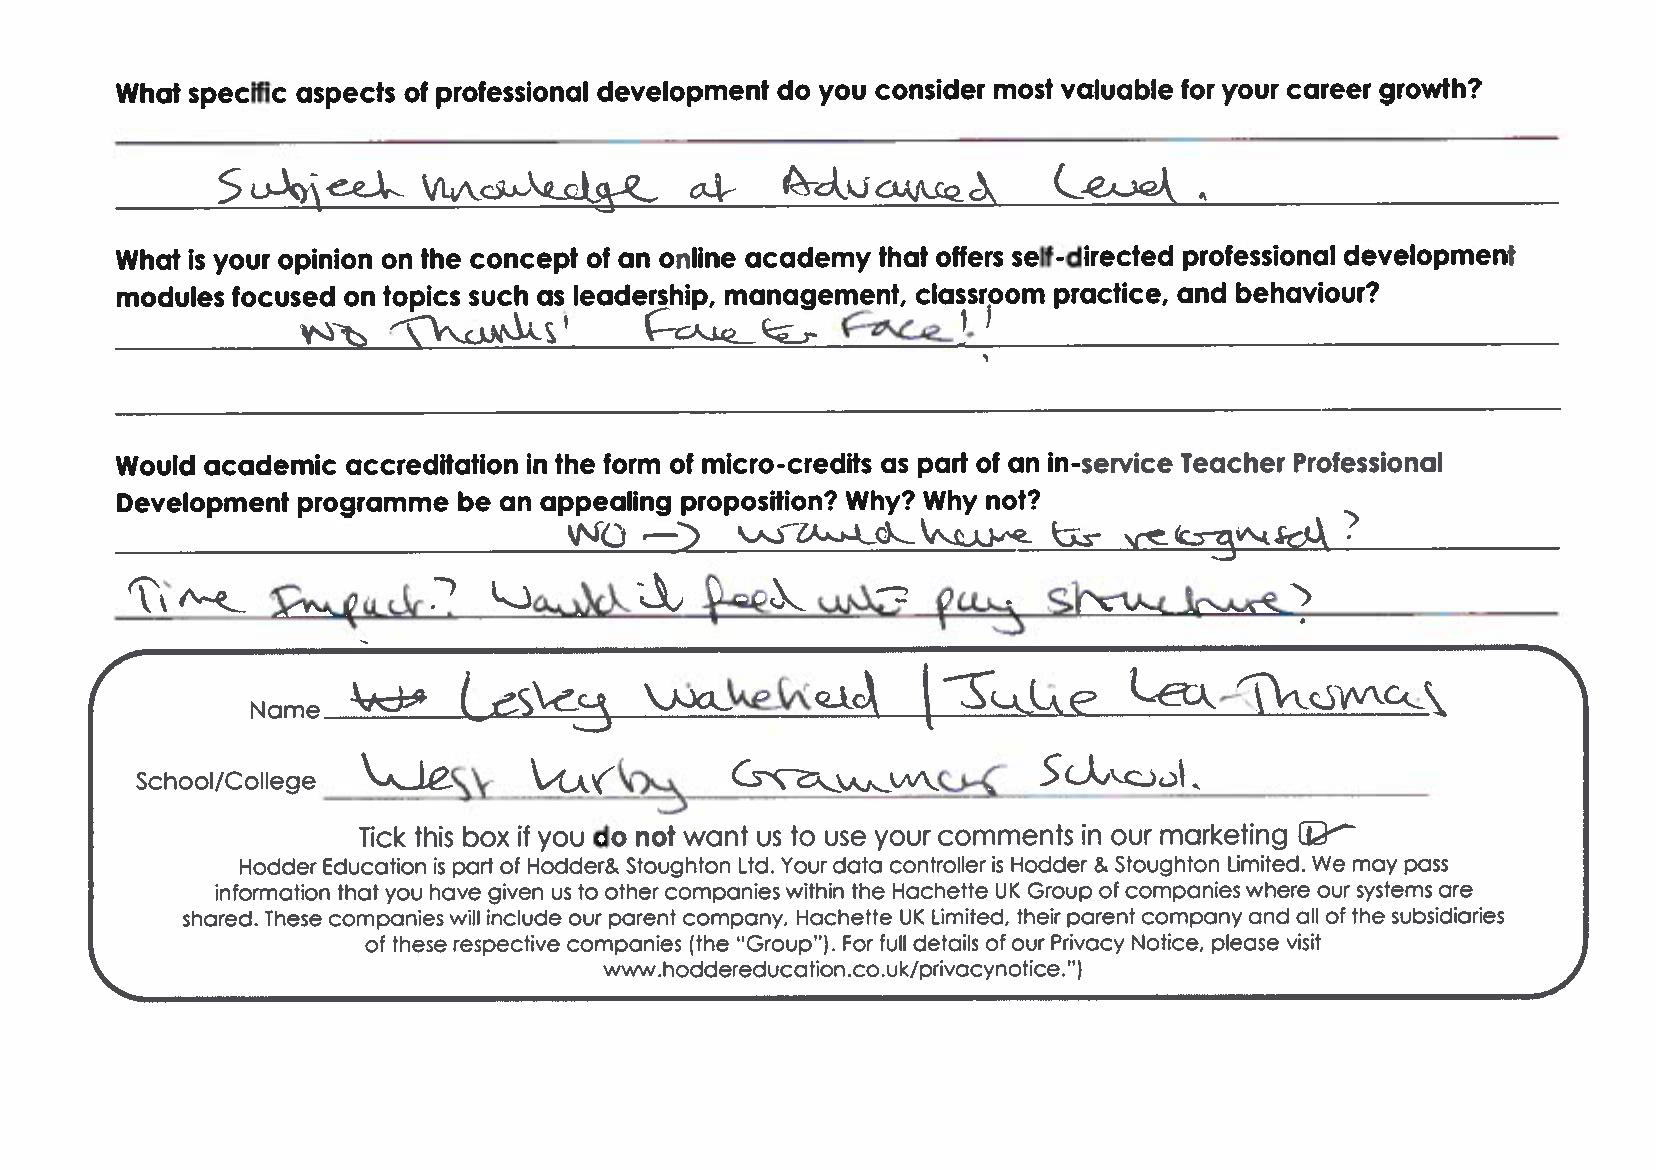 What specific aspects of professional development do you consider most valuable for your career growth?
Subject knowledge at Advanced Level.
What is your opinion on the concept of an online academy that offers self-directed professional development
modules focused on topics such as leadership, management, classroom practice, and behaviour?
No Thanks! Face to Face!!
Would academic accreditation in the form of micro-credits as part of an in-service Teacher Professional
Development programme be an appealing proposition? Why? Why not?
NO -> would have to recognised?
Time Impact? Would it feed into pay structure?
Name Lesley Wakefield / Julie Lea-Thomas
School/College West Kirby Grammar School.
Tick this box if you do not want us to use your comments in our marketing
Hodder Education is part of Hodder& Stoughton Ltd. Your data controller is Hodder & Stoughton Limited. We may pass
information that you have given us to other companies within the Hachette UK Group of companies where our systems are
shared. These companies will include our parent company, Hachette UK Limited, their parent company and all of the subsidiaries
of these respective companies (the "Group"). For full details of our Privacy Notice, please visit
www.hoddereducation.co.uk/privacynotice.")